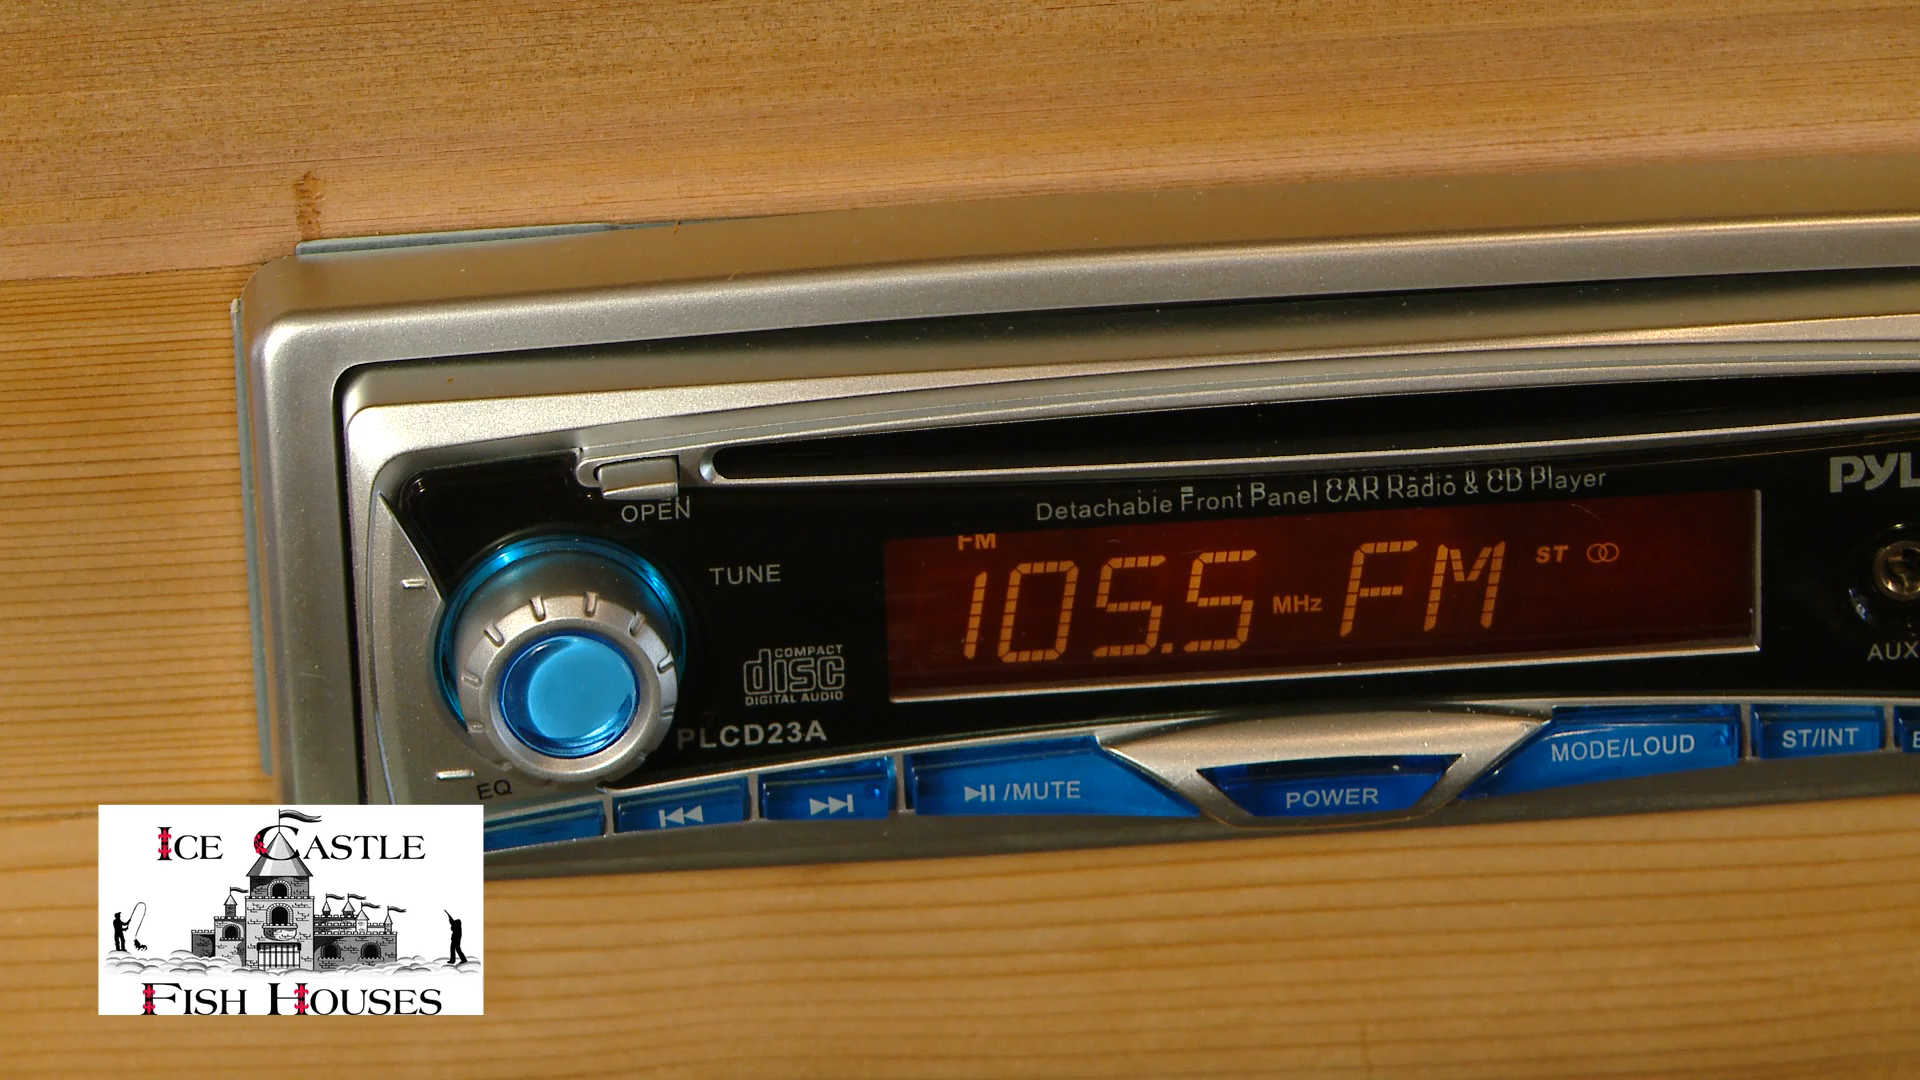 Detachable Front Panel CAR Radio & CD Player
OPEN
TUNE
FM
105.5 MHz FM ST
COMPACT
disc
DIGITAL AUDIO
PLCD23A
EQ
AUX
/MUTE
POWER
MODE/LOUD
ST/INT
ICE CASTLE
FISH HOUSES